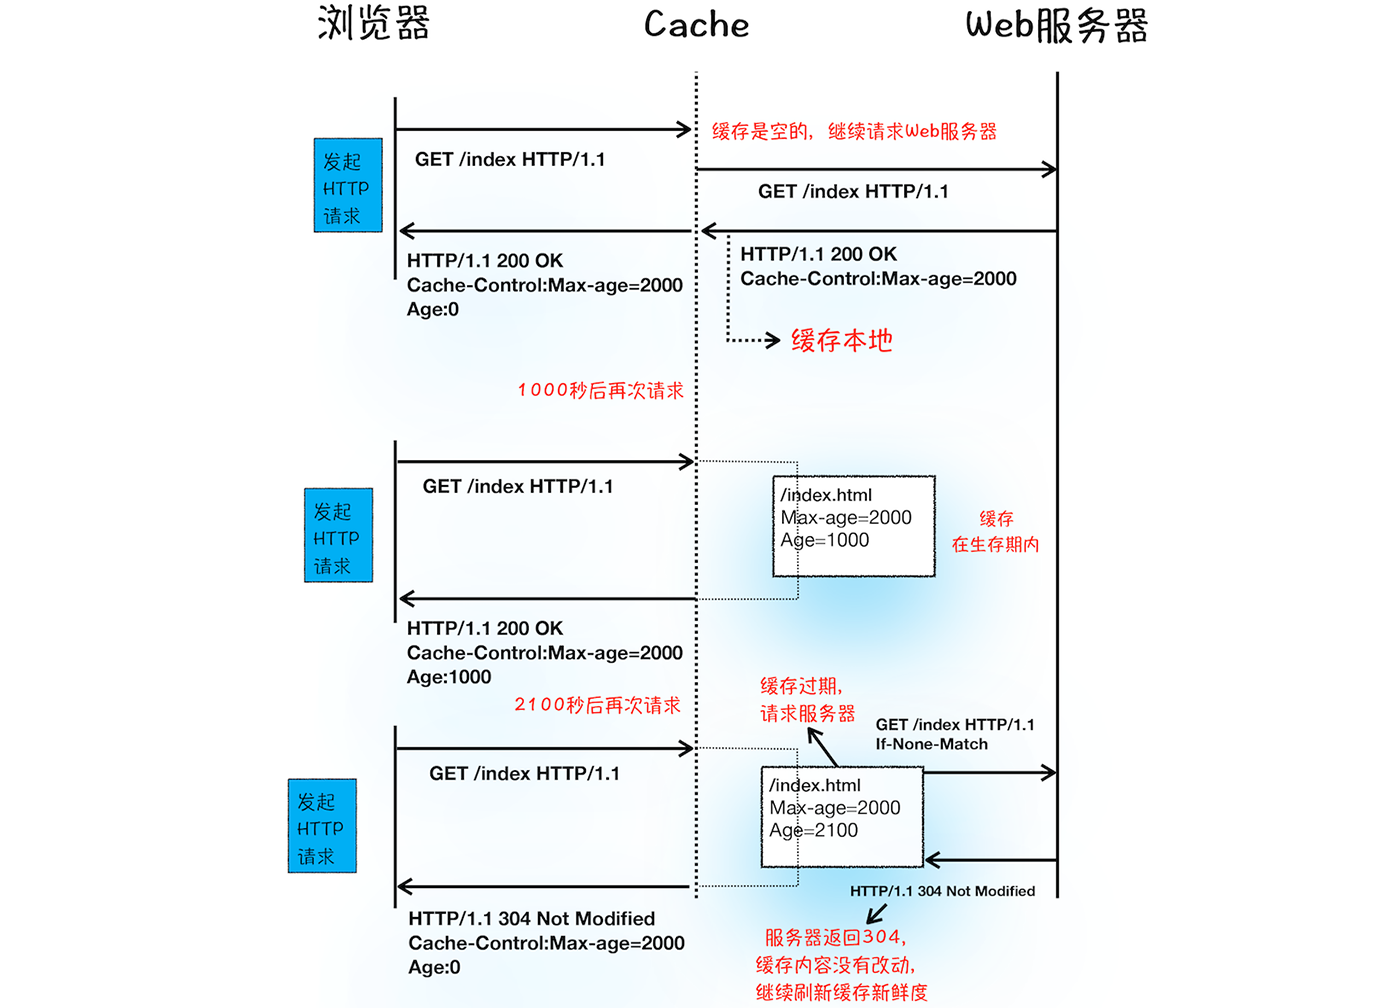 浏览器
Cache
Web服务器
发起
HTTP
请求
GET /index HTTP/1.1
缓存是空的，继续请求Web服务器
GET /index HTTP/1.1
HTTP/1.1 200 OK
Cache-Control:Max-age=2000
HTTP/1.1 200 OK
Cache-Control:Max-age=2000
Age:0
缓存本地
1000秒后再次请求
发起
HTTP
请求
GET /index HTTP/1.1
/index.html
Max-age=2000
Age=1000
缓存
在生存期内
HTTP/1.1 200 OK
Cache-Control:Max-age=2000
Age:1000
2100秒后再次请求
缓存过期，
请求服务器
GET /index HTTP/1.1
If-None-Match
发起
HTTP
请求
GET /index HTTP/1.1
/index.html
Max-age=2000
Age=2100
HTTP/1.1 304 Not Modified
HTTP/1.1 304 Not Modified
Cache-Control:Max-age=2000
Age:0
服务器返回304，
缓存内容没有改动，
继续刷新缓存新鲜度